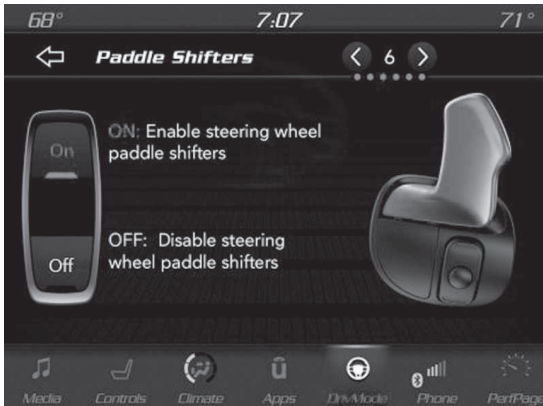 68°
7:07
71°
Paddle Shifters
6
On
ON: Enable steering wheel
paddle shifters
OFF: Disable steering
wheel paddle shifters
Off
Media
Controls
Climate
Apps
DrvMode
Phone
PerfPage